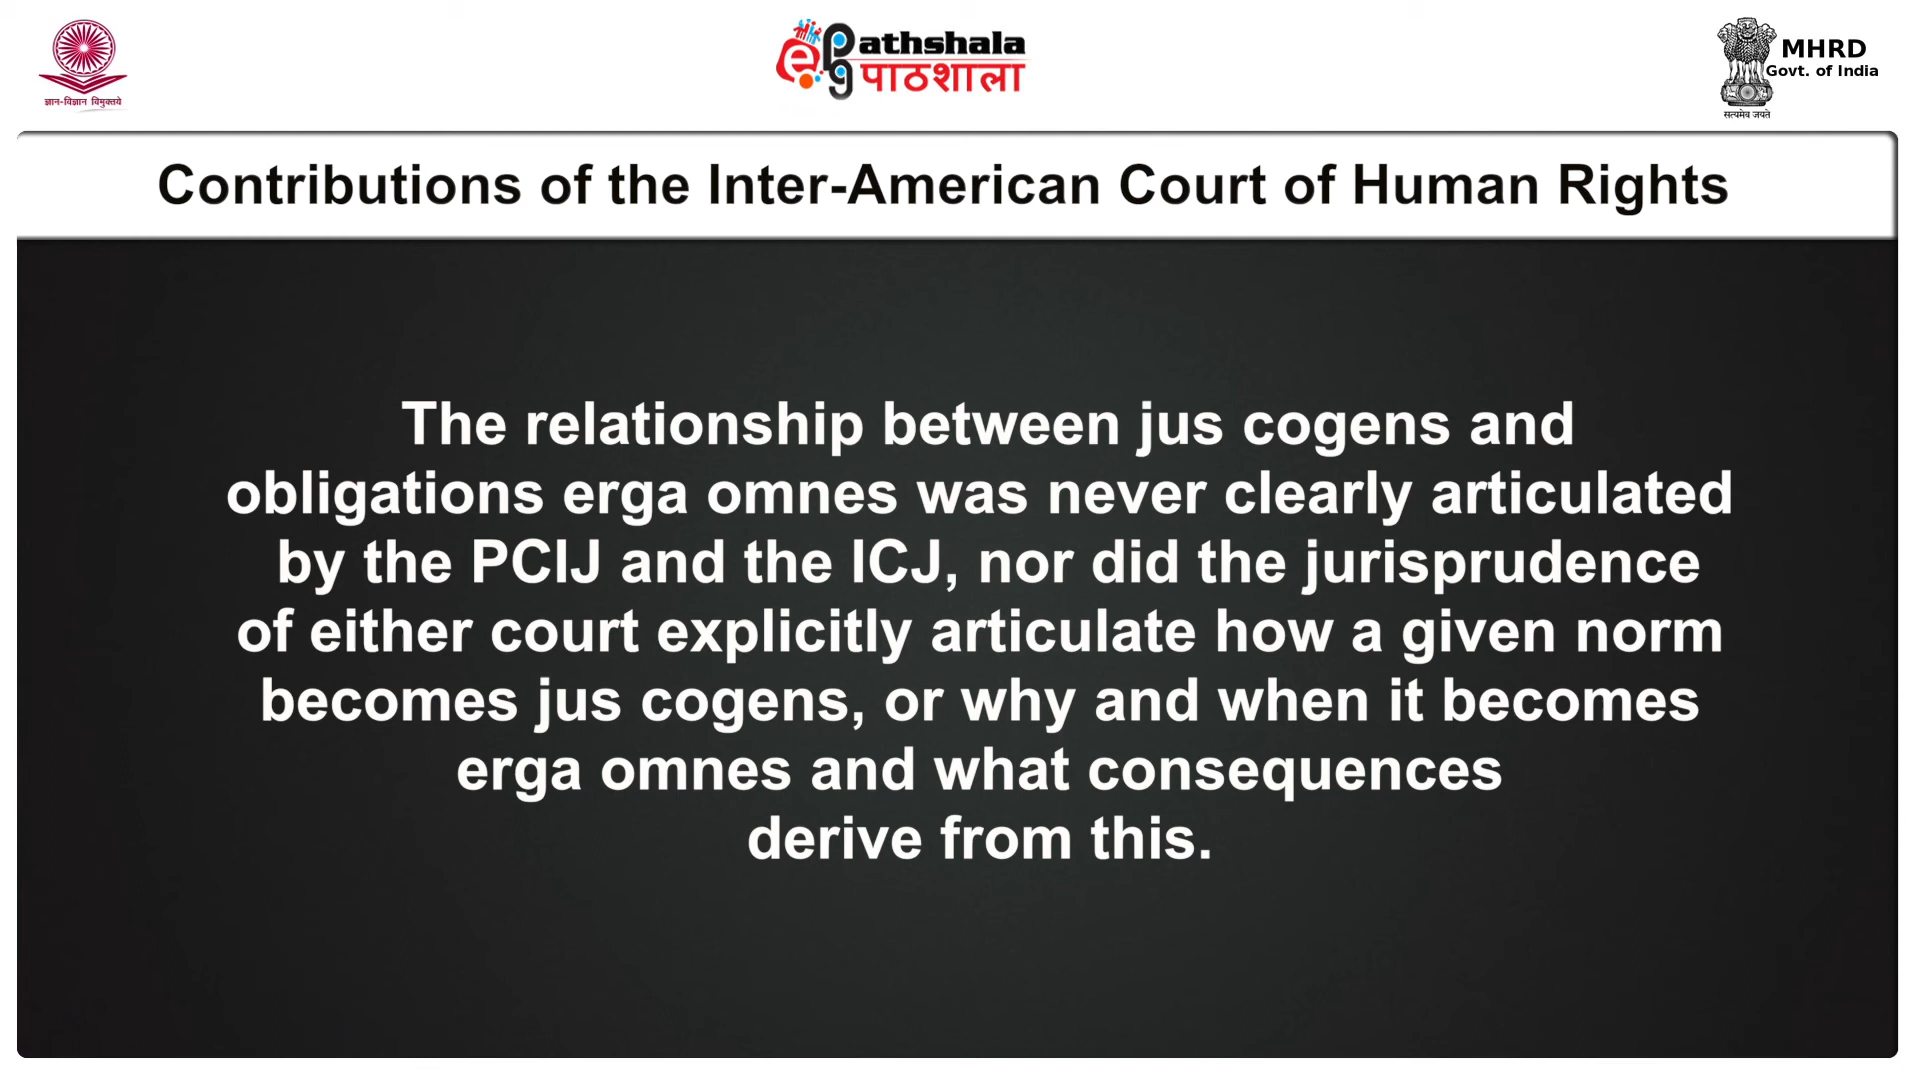 ज्ञान-विज्ञान विमुक्तये
ePG Pathshala
पाठशाला
MHRD
Govt. of India
सत्यमेव जयते
Contributions of the Inter-American Court of Human Rights
The relationship between jus cogens and
obligations erga omnes was never clearly articulated
by the PCIJ and the ICJ, nor did the jurisprudence
of either court explicitly articulate how a given norm
becomes jus cogens, or why and when it becomes
erga omnes and what consequences
derive from this.